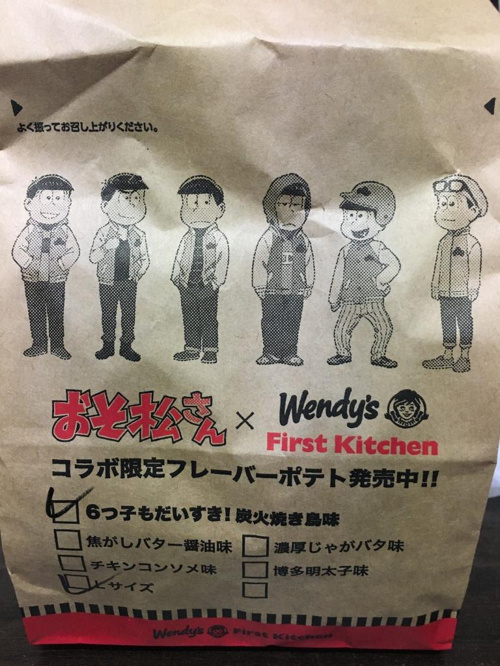 よく振ってお召し上がりください。
おそ松さん × Wendy's First Kitchen
コラボ限定フレーバーポテト発売中!!
6つ子もだいすき！炭火焼き鳥味
焦がしバター醤油味 濃厚じゃがバタ味
チキンコンソメ味 博多明太子味
Lサイズ
Wendy's First Kitchen